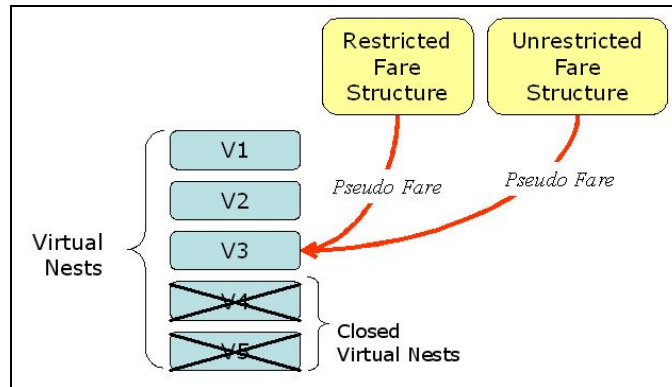 Restricted
Fare
Structure
Unrestricted
Fare
Structure
V1
Pseudo Fare
Pseudo Fare
V2
Virtual
Nests
V3
V4
Closed
Virtual Nests
V5